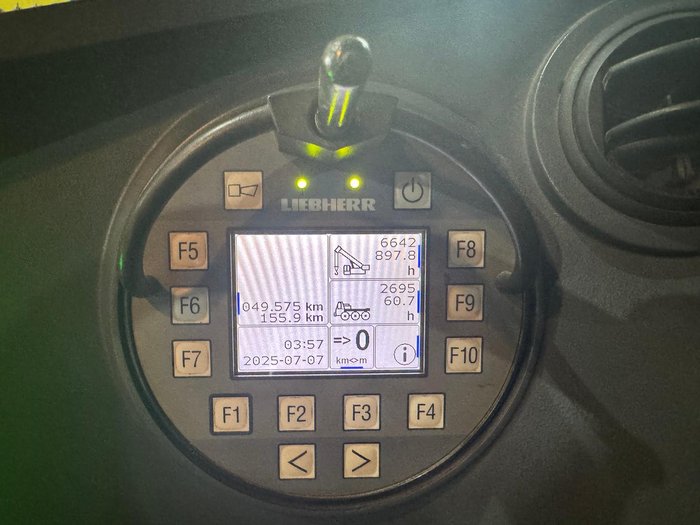 LIEBHERR
F5
F6
F7
F8
F9
F10
6642
897.8
h
2695
60.7
h
049.575 km
155.9 km
03:57
2025-07-07
=> 0
km<>m
i
F1 F2 F3 F4
< >